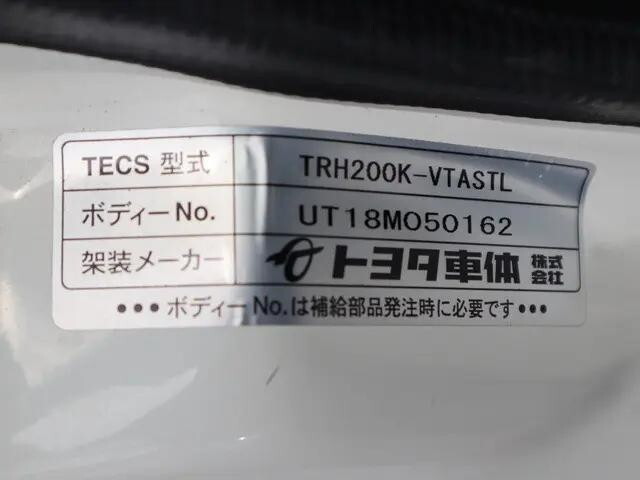 TECS 型式 TRH200K-VTASTL
ボディーNo. UT18M050162
架装メーカー トヨタ車体 株式会社
•••ボディーNo.は補給部品発注時に必要です•••